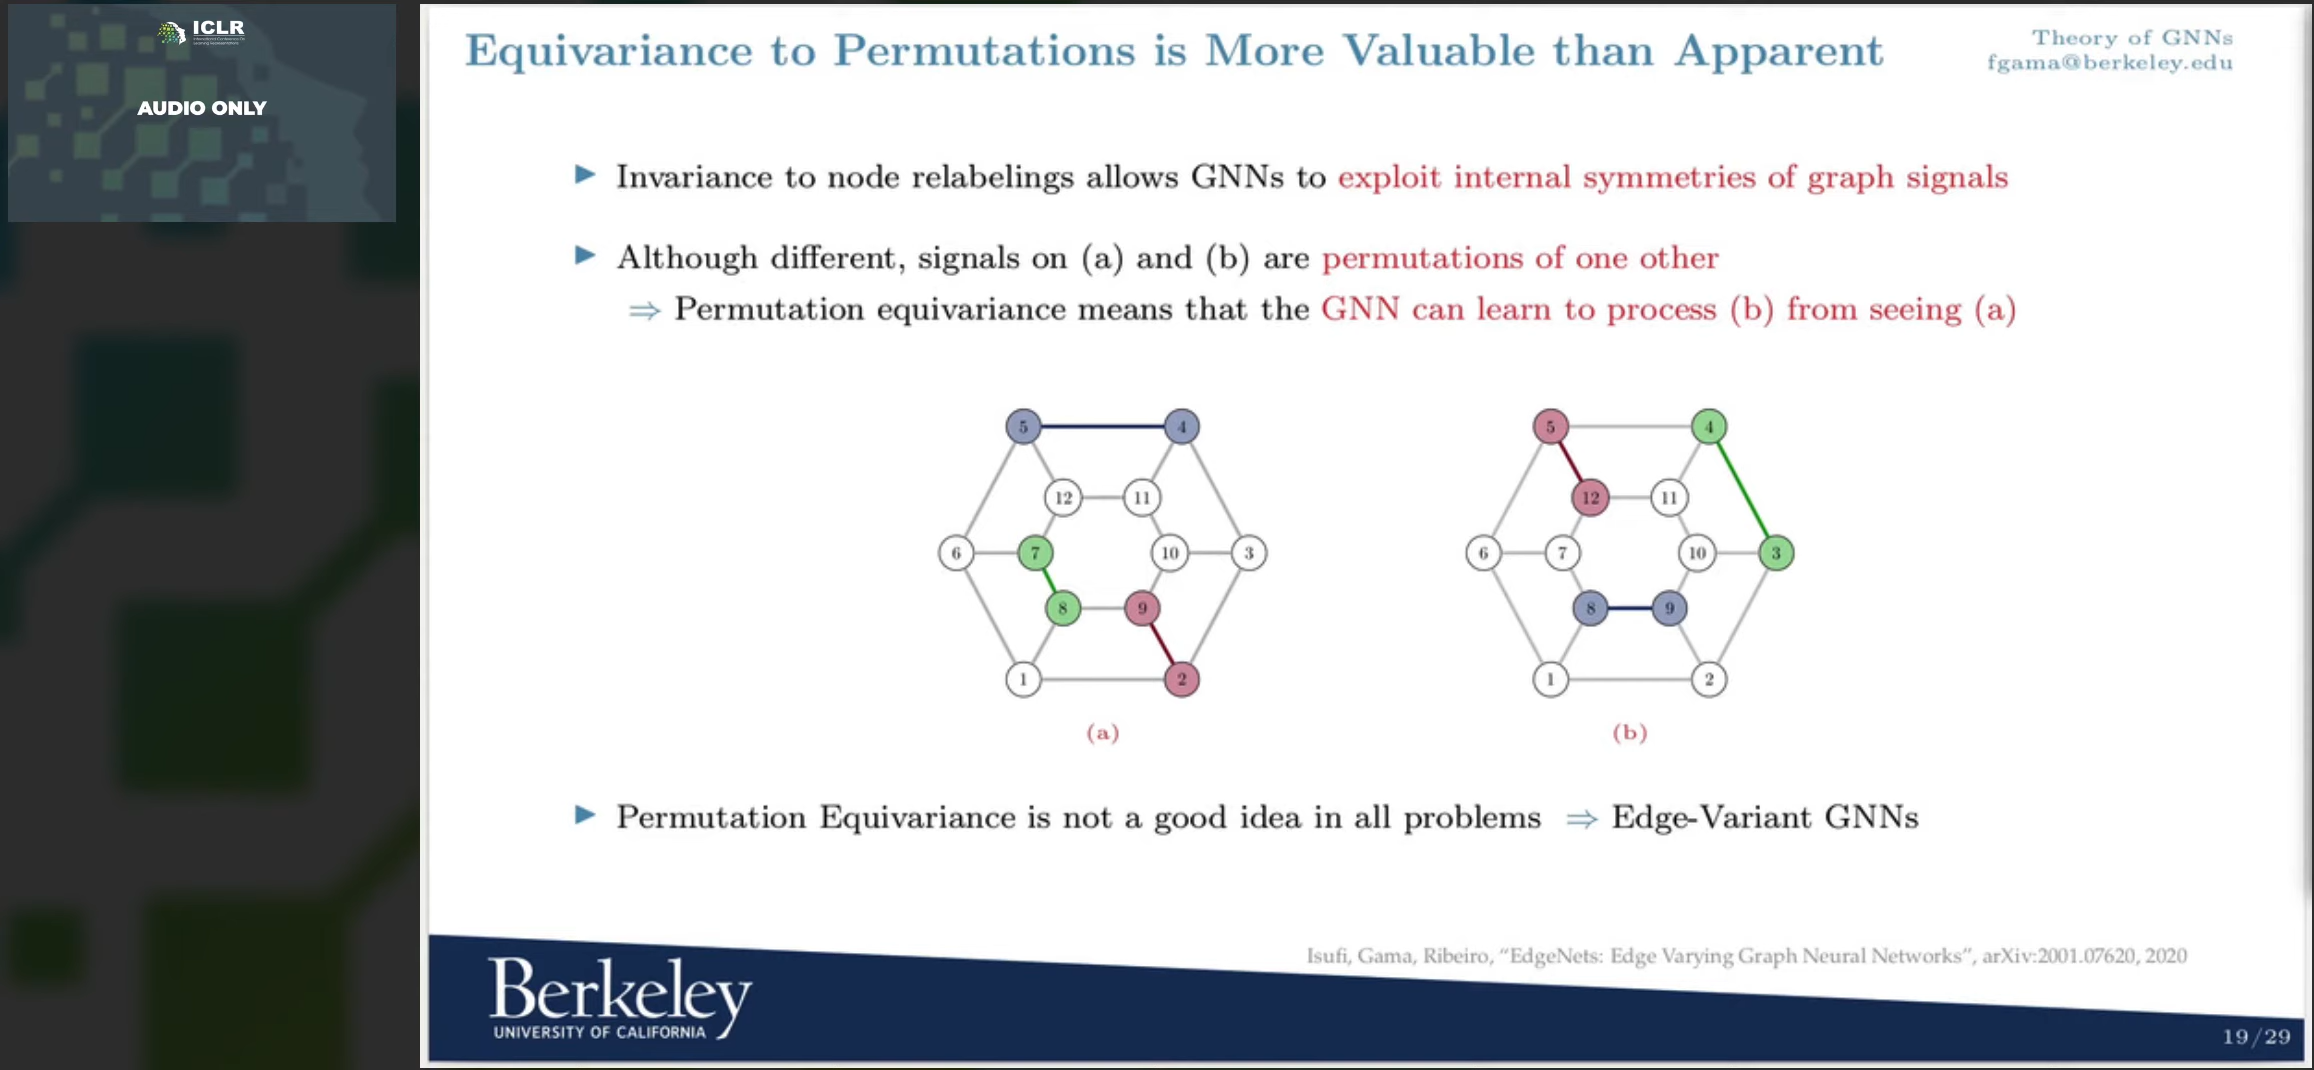 ICLR
AUDIO ONLY
Equivariance to Permutations is More Valuable than Apparent
Theory of GNNs
fgama@berkeley.edu
▶ Invariance to node relabelings allows GNNs to exploit internal symmetries of graph signals
▶ Although different, signals on (a) and (b) are permutations of one other
⇒ Permutation equivariance means that the GNN can learn to process (b) from seeing (a)
5 4
12 11
6 7 10 3
8 9
1 2
(a)
5 4
12 11
6 7 10 3
8 9
1 2
(b)
▶ Permutation Equivariance is not a good idea in all problems ⇒ Edge-Variant GNNs
Isufi, Gama, Ribeiro, “EdgeNets: Edge Varying Graph Neural Networks”, arXiv:2001.07620, 2020
Berkeley
UNIVERSITY OF CALIFORNIA
19/29